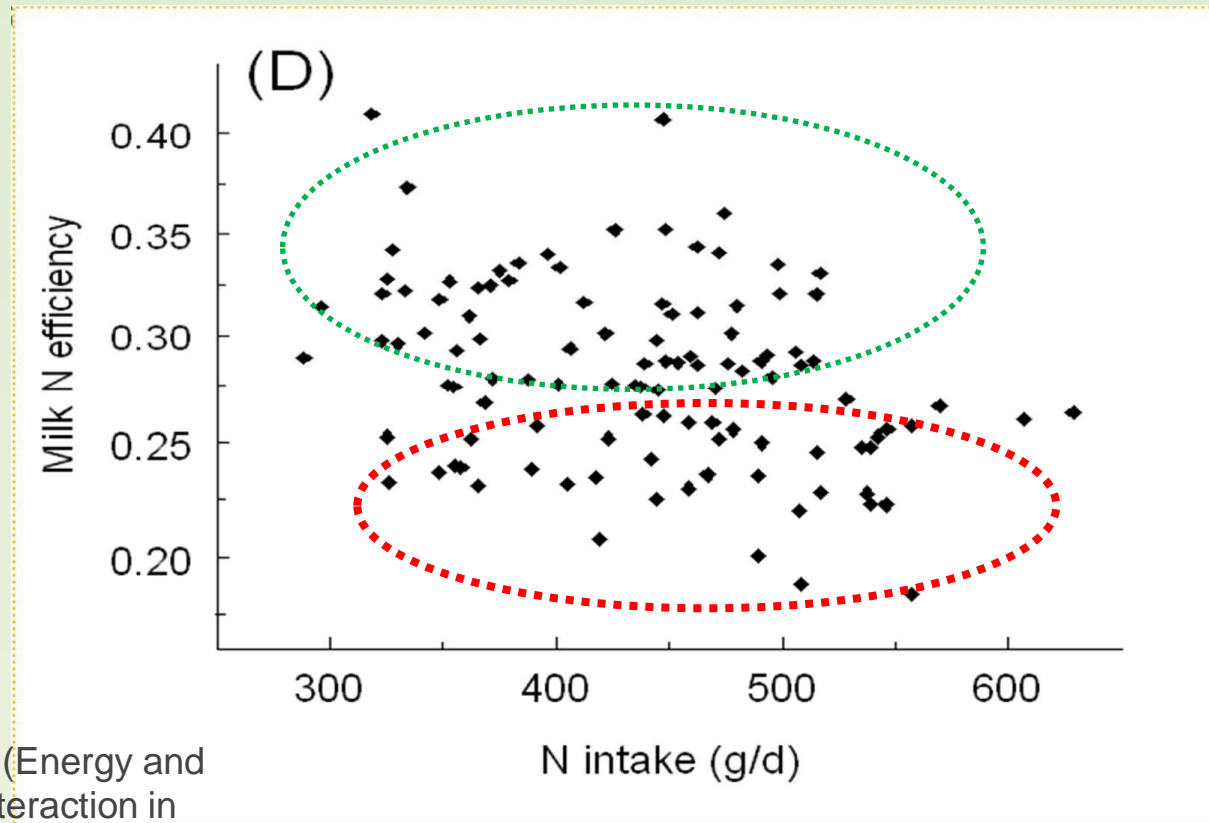 (D)
Milk N efficiency
0.40
0.35
0.30
0.25
0.20
300 400 500 600
N intake (g/d)
(Energy and
teraction in